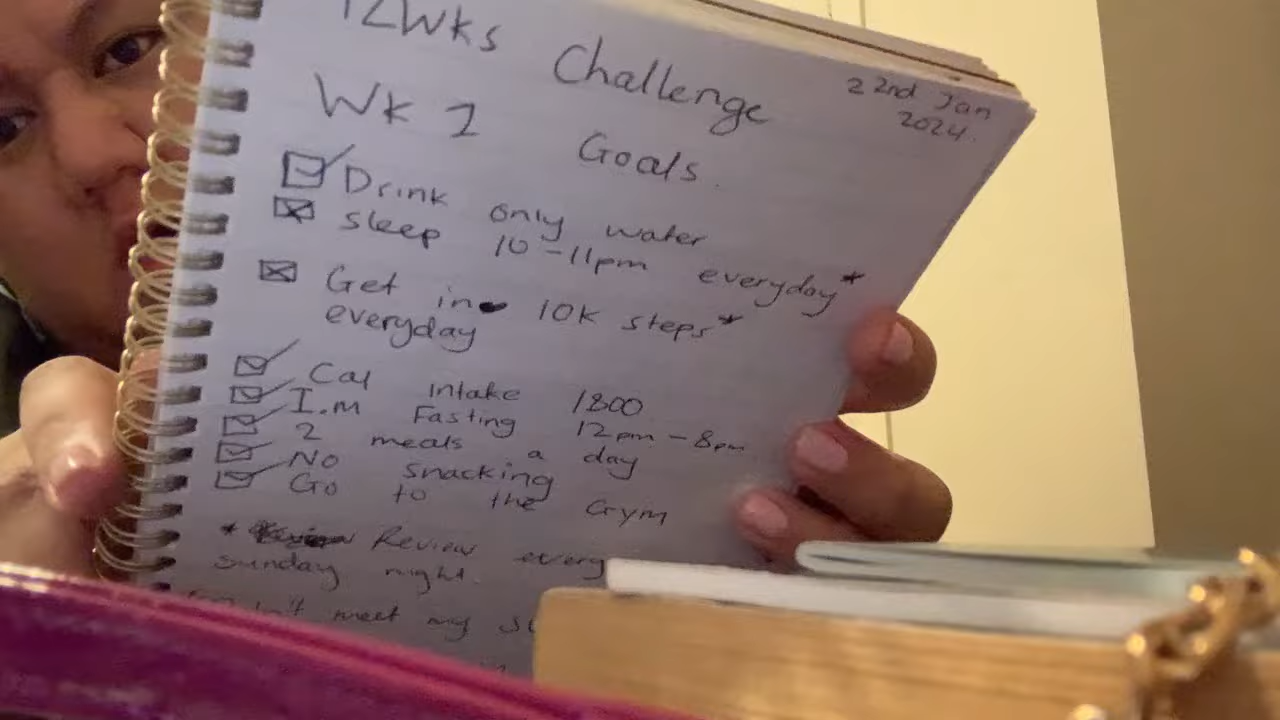 12Wks Challenge
22nd Jan 2024.
Wk 1 Goals.
Drink only water
Sleep 10-11pm everyday*
Get in 10K steps*
everyday
Cal intake 1800
I.m Fasting 12pm - 8pm
2 meals a day
No snacking
Go to the Gym
* Review every
sunday night.
meet my